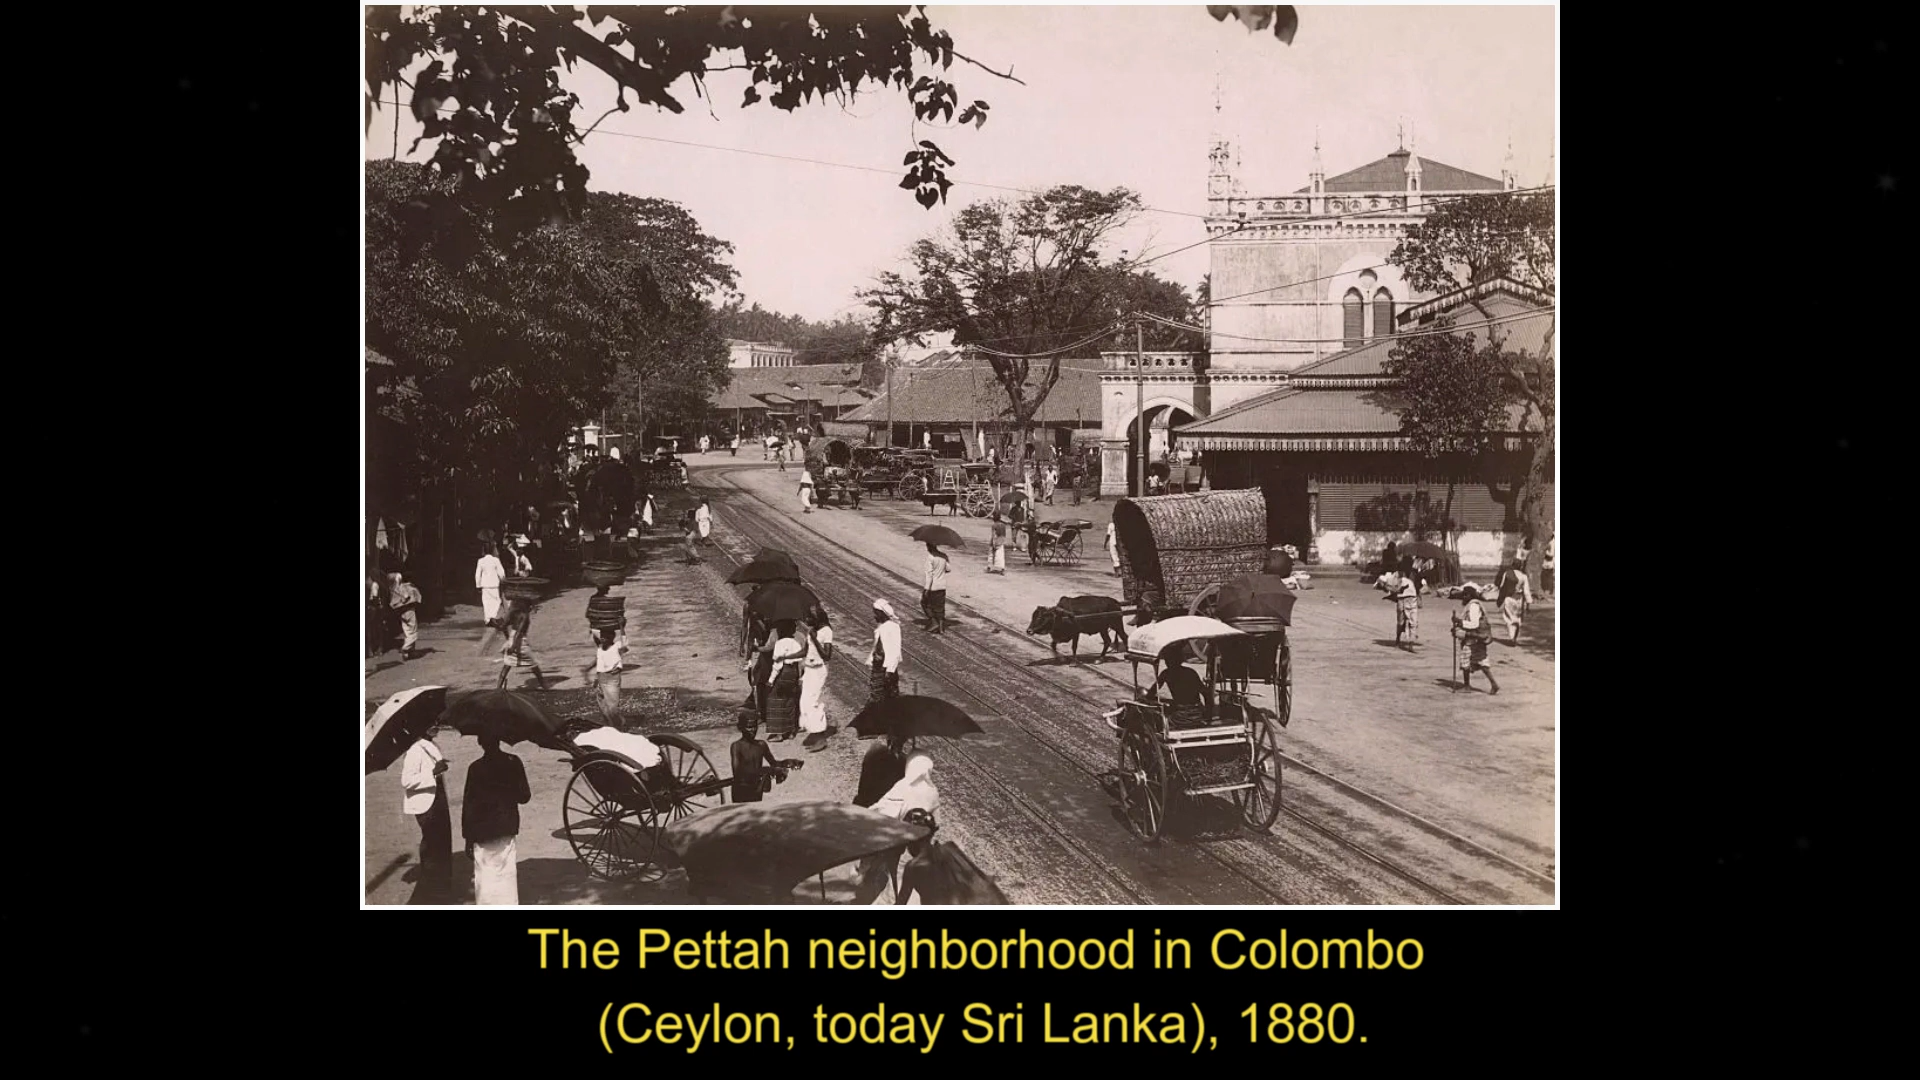 The Pettah neighborhood in Colombo
(Ceylon, today Sri Lanka), 1880.